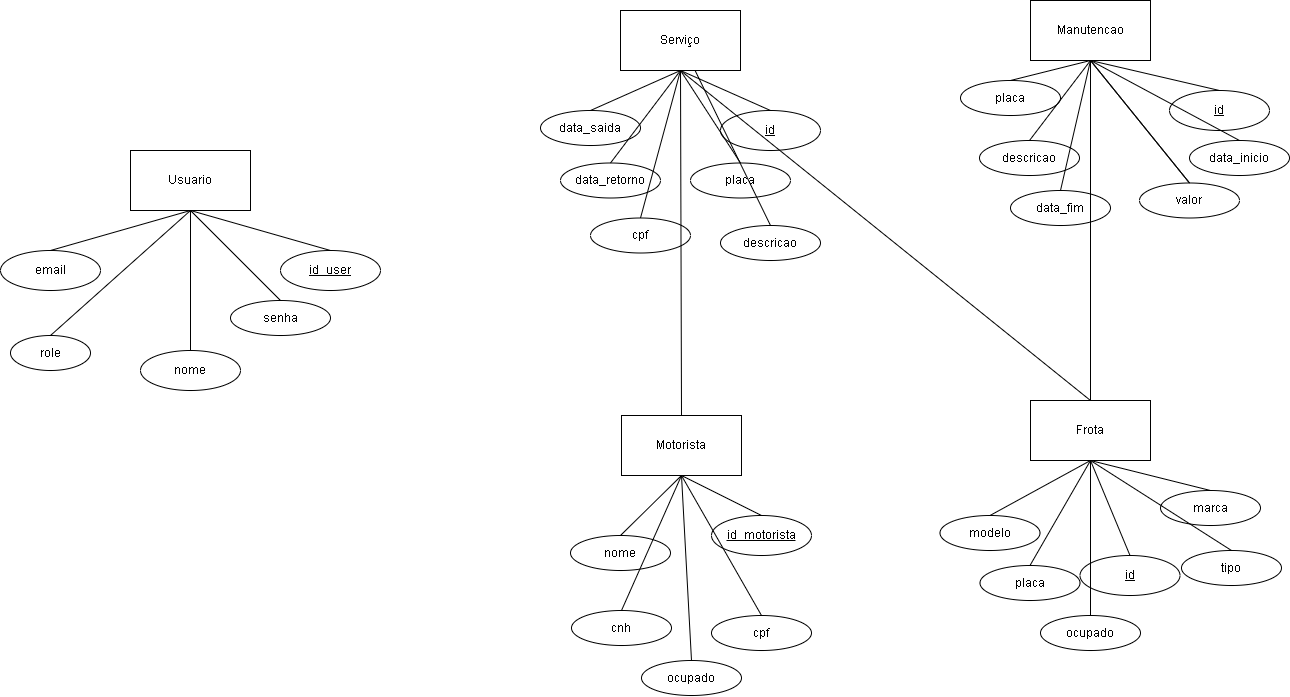 Serviço
Manutencao
placa
id
data_saida
id
descricao
data_inicio
data_retorno
placa
data_fim
valor
cpf
descricao
Usuario
email
id_user
senha
role
nome
Motorista
Frota
nome
id_motorista
cnh
cpf
ocupado
marca
modelo
placa
id
tipo
ocupado